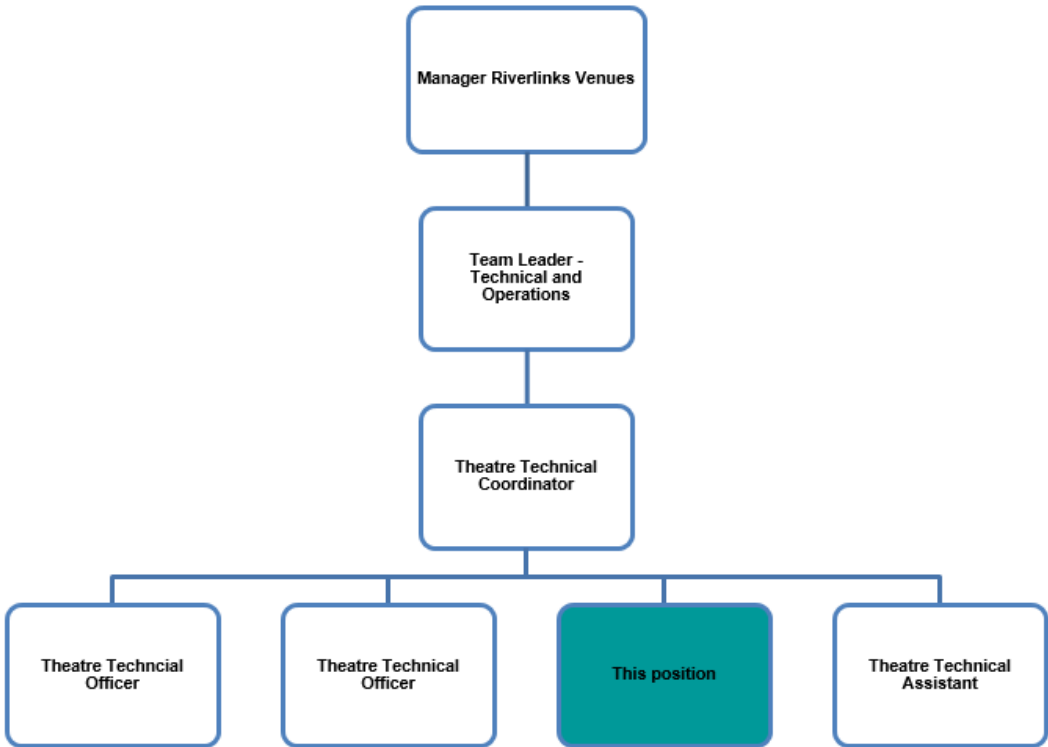 Manager Riverlinks Venues
Team Leader -
Technical and
Operations
Theatre Technical
Coordinator
Theatre Techncial
Officer
Theatre Technical
Officer
This position
Theatre Technical
Assistant